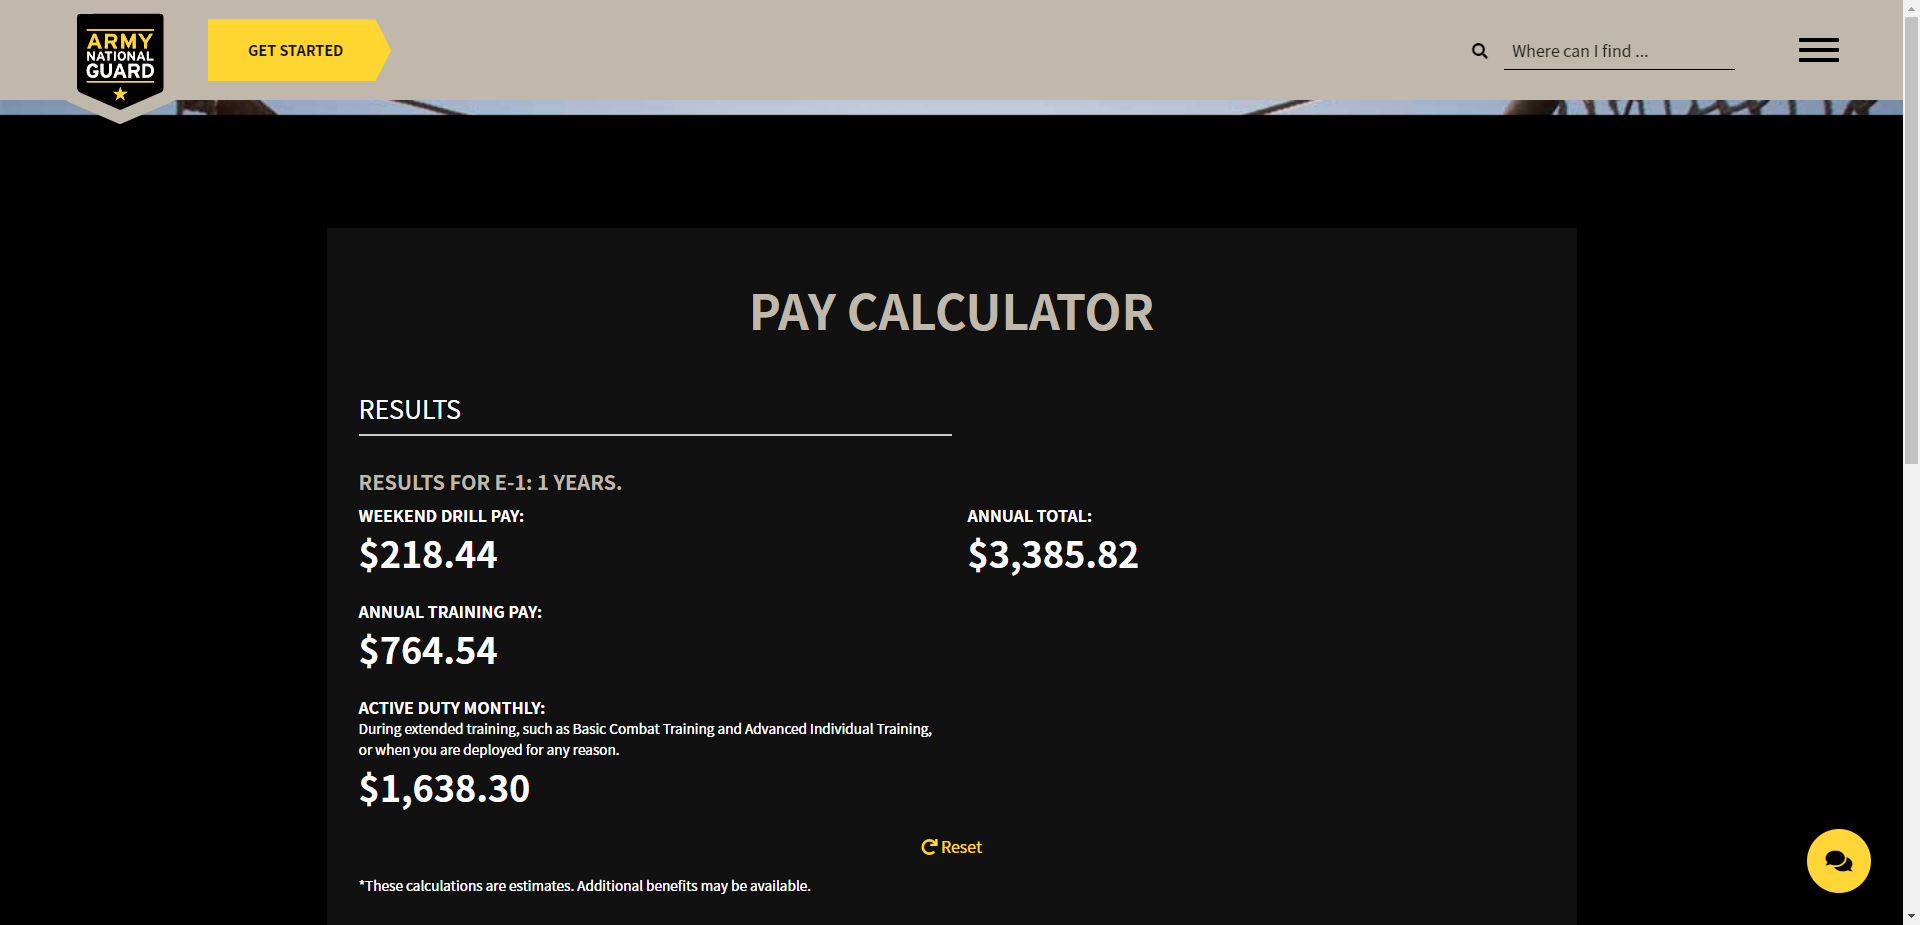 ARMY
NATIONAL
GUARD
GET STARTED
Where can I find ...
PAY CALCULATOR
RESULTS
RESULTS FOR E-1: 1 YEARS.
WEEKEND DRILL PAY:
$218.44
ANNUAL TOTAL:
$3,385.82
ANNUAL TRAINING PAY:
$764.54
ACTIVE DUTY MONTHLY:
During extended training, such as Basic Combat Training and Advanced Individual Training,
or when you are deployed for any reason.
$1,638.30
Reset
*These calculations are estimates. Additional benefits may be available.